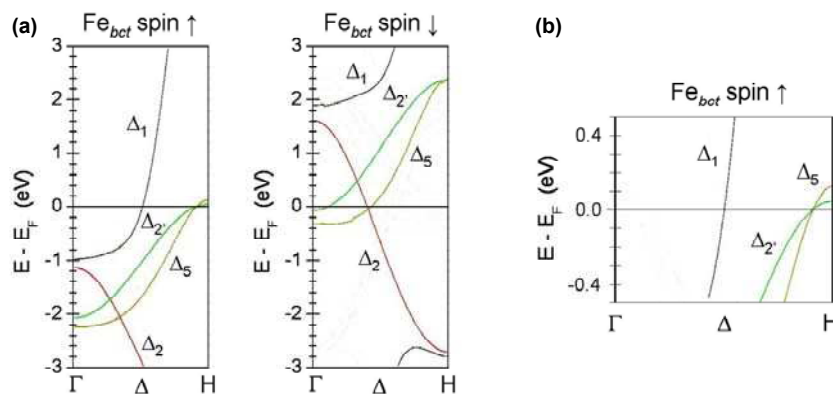 (a)
Fe_bct spin ↑
3
2
1
0
-1
-2
-3
E - E_F (eV)
Δ₁
Δ₂'
Δ₅
Δ₂
Γ Δ H
Fe_bct spin ↓
3
2
1
0
-1
-2
-3
E - E_F (eV)
Δ₁
Δ₂'
Δ₅
Δ₂
Γ Δ H
(b)
Fe_bct spin ↑
0.4
0.0
-0.4
E - E_F (eV)
Δ₁
Δ₅
Δ₂'
Γ Δ H